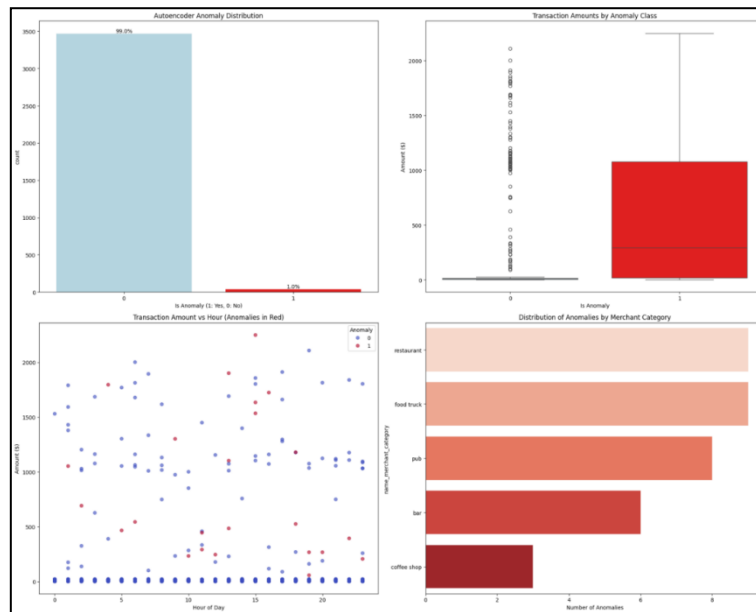 Autoencoder Anomaly Distribution
3500
3000
2500
2000
1500
1000
500
0
count
99.0%
1.0%
0
1
Is Anomaly (1: Yes, 0: No)
Transaction Amounts by Anomaly Class
2000
1500
1000
500
0
Amount ($)
0
1
Is Anomaly
Transaction Amount vs Hour (Anomalies in Red)
Anomaly
0
1
2000
1500
1000
500
0
Amount ($)
0
5
10
15
20
Hour of Day
Distribution of Anomalies by Merchant Category
restaurant
food truck
pub
bar
coffee shop
name_merchant_category
0
2
4
6
8
Number of Anomalies